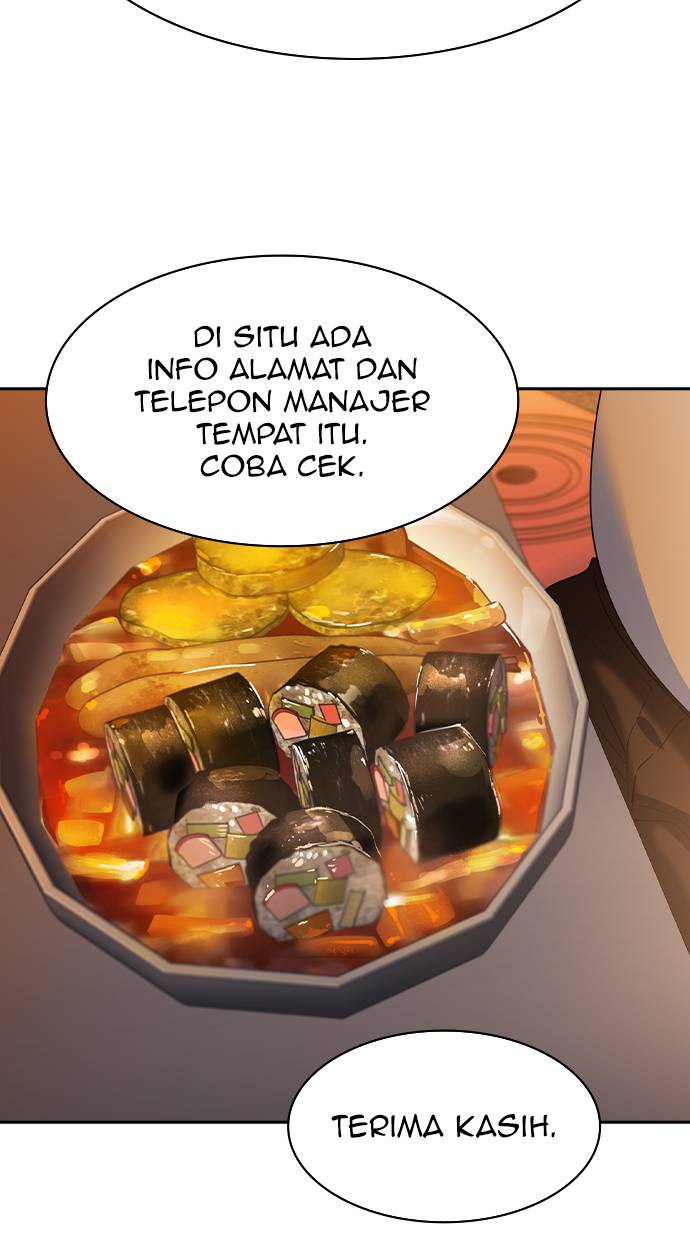 DI SITU ADA
INFO ALAMAT DAN
TELEPON MANAJER
TEMPAT ITU.
COBA CEK.
TERIMA KASIH.